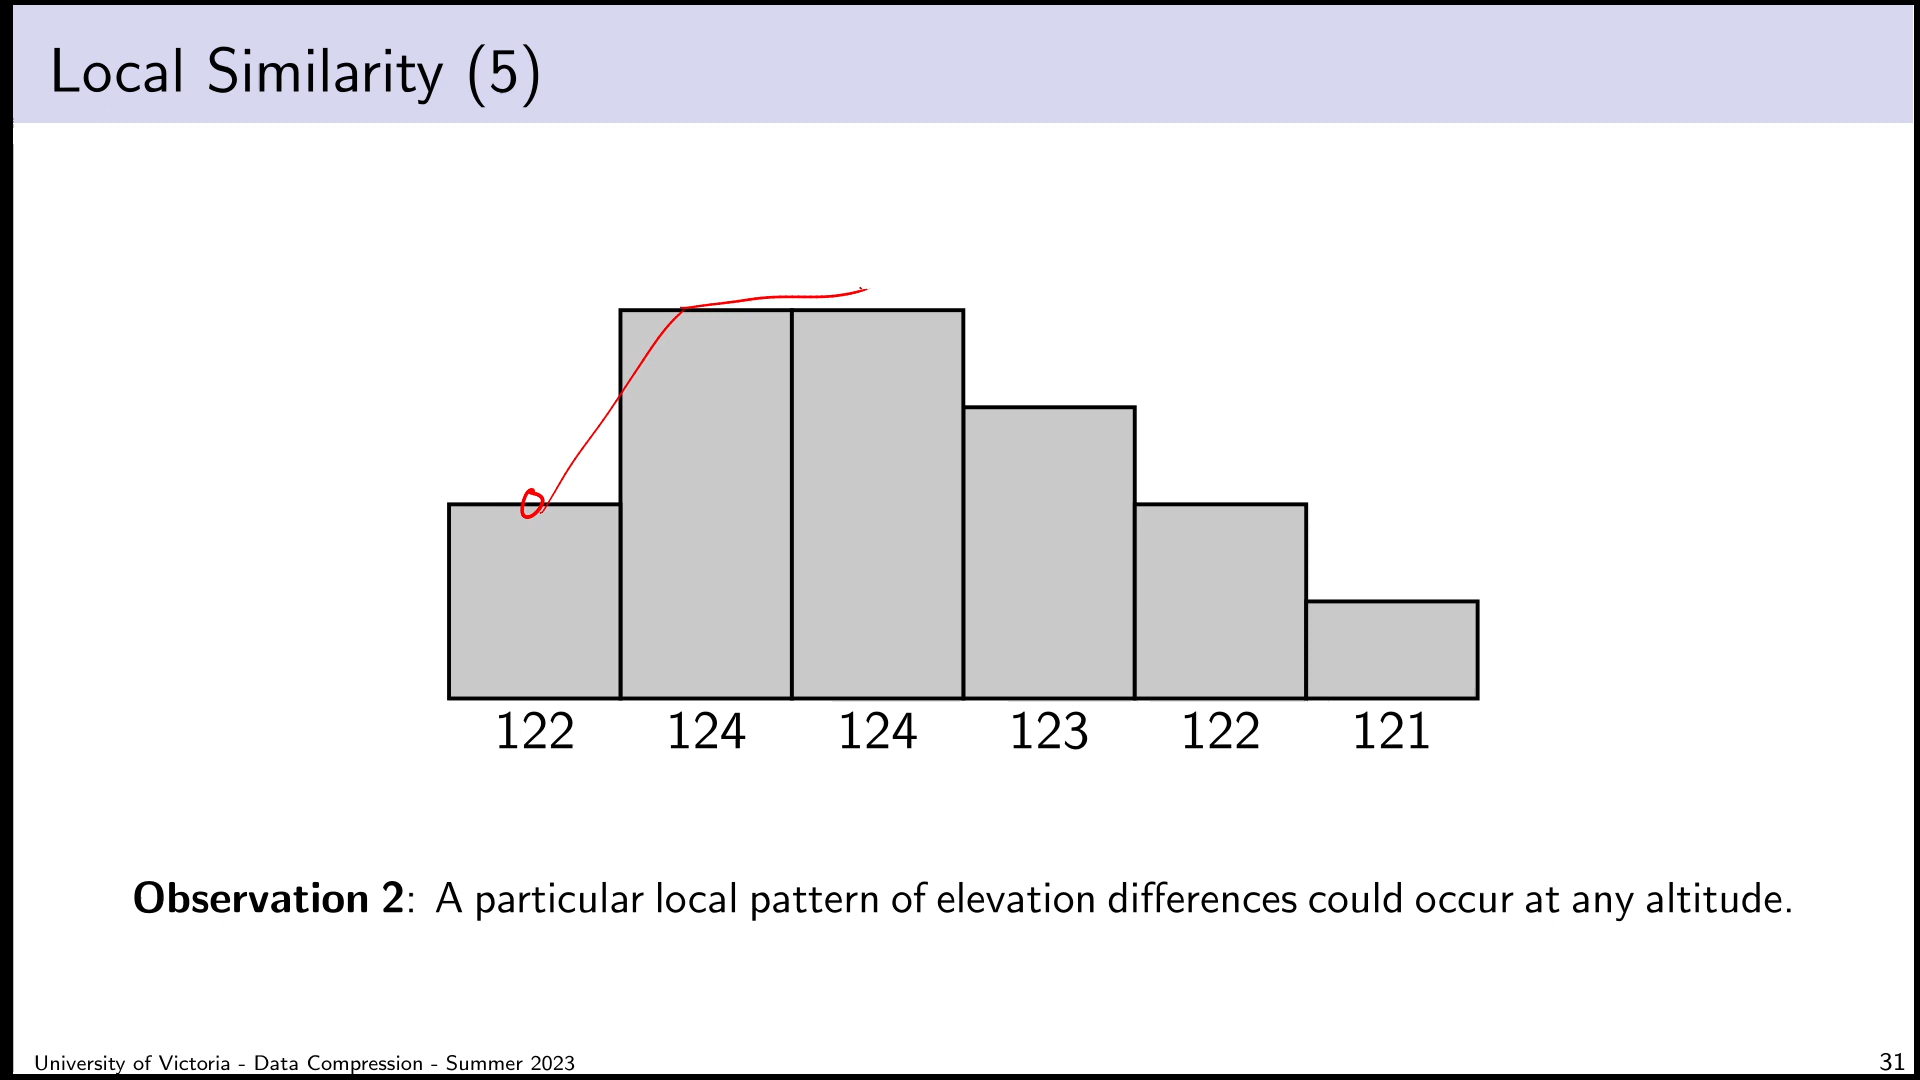 Local Similarity (5)
122 124 124 123 122 121
Observation 2: A particular local pattern of elevation differences could occur at any altitude.
University of Victoria - Data Compression - Summer 2023 31